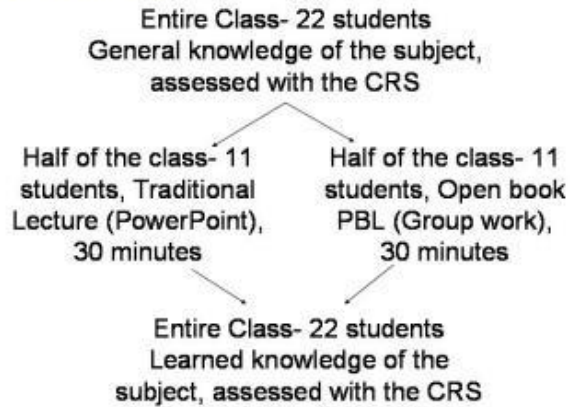 Entire Class- 22 students
General knowledge of the subject,
assessed with the CRS
Half of the class- 11
students, Traditional
Lecture (PowerPoint),
30 minutes
Half of the class- 11
students, Open book
PBL (Group work),
30 minutes
Entire Class- 22 students
Learned knowledge of the
subject, assessed with the CRS